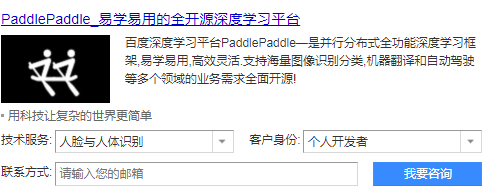 PaddlePaddle_易学易用的全开源深度学习平台
百度深度学习平台PaddlePaddle—是并行分布式全功能深度学习框
架,易学易用,高效灵活.支持海量图像识别分类,机器翻译和自动驾驶
等多个领域的业务需求全面开源!
用科技让复杂的世界更简单
技术服务: 人脸与人体识别 客户身份: 个人开发者
联系方式: 请输入您的邮箱 我要咨询